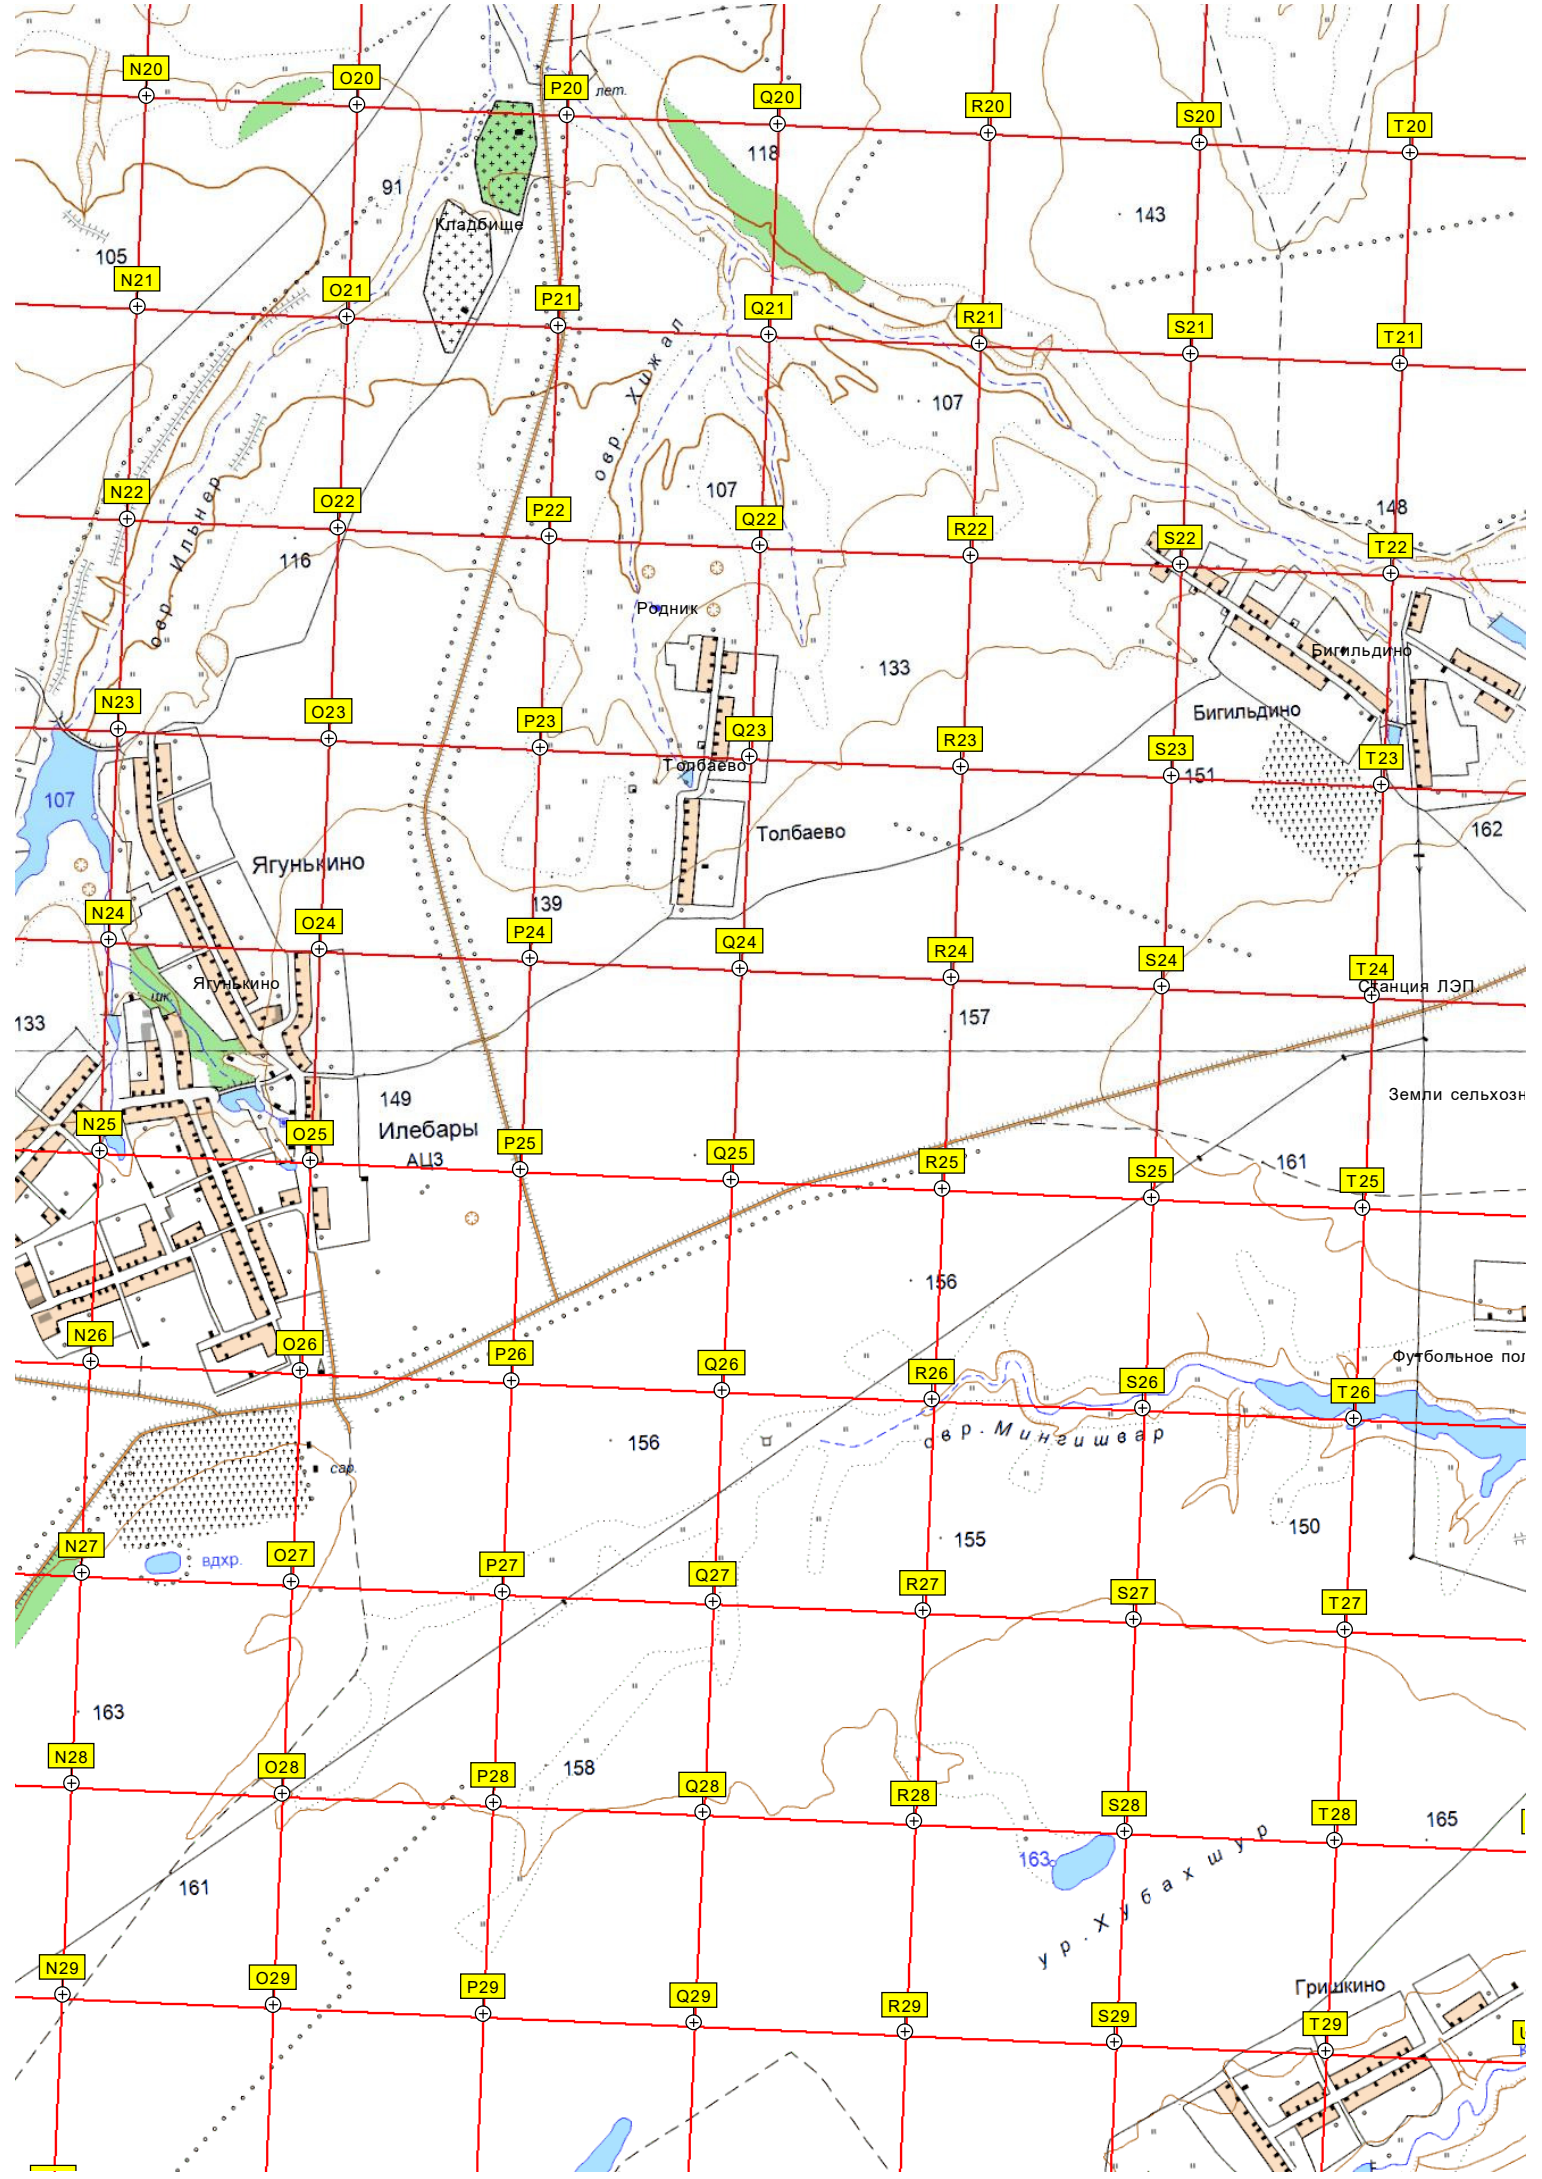 N20
O20
P20
лет.
Q20
R20
S20
T20
118
91
143
Кладбище
105
N21
O21
P21
Q21
R21
S21
T21
овр. Хижал
107
107
148
N22
O22
P22
Q22
R22
S22
T22
овр. Ильнер
116
Родник
133
Бигильдино
Бигильдино
N23
O23
P23
Q23
R23
S23
T23
Толбаево
151
107
162
Толбаево
Ягунькино
139
N24
O24
P24
Q24
R24
S24
T24
Ягунькино
Станция ЛЭП.
шк.
133
157
Земли сельхозн
149
Илебары
АЦЗ
N25
O25
P25
Q25
R25
S25
T25
161
156
N26
O26
P26
Q26
R26
S26
T26
Футбольное пол
овр. Мингишвар
156
сар.
155
150
N27
O27
P27
Q27
R27
S27
T27
вдхр.
163
N28
O28
P28
Q28
R28
S28
T28
158
165
163
161
ур. Хубахшур
N29
O29
P29
Q29
R29
S29
T29
Гришкино